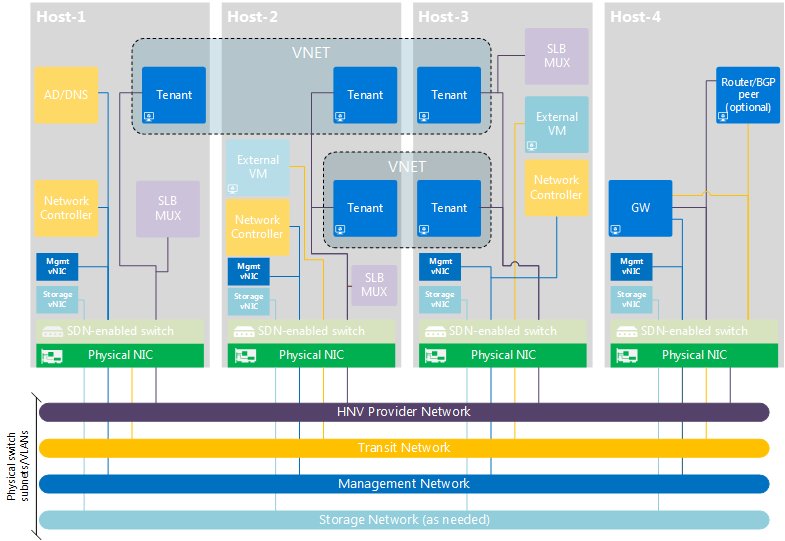 Host-1
Host-2
Host-3
Host-4
VNET
SLB
MUX
AD/DNS
Tenant
Tenant
Tenant
Router/BGP
peer
(optional)
External
VM
External
VM
VNET
Network
Controller
SLB
MUX
Network
Controller
Tenant
Tenant
Network
Controller
GW
Mgmt
vNIC
Mgmt
vNIC
Mgmt
vNIC
Mgmt
vNIC
Storage
vNIC
Storage
vNIC
SLB
MUX
Storage
vNIC
Storage
vNIC
SDN-enabled switch
SDN-enabled switch
SDN-enabled switch
SDN-enabled switch
Physical NIC
Physical NIC
Physical NIC
Physical NIC
Physical switch
subnets/VLANs
HNV Provider Network
Transit Network
Management Network
Storage Network (as needed)